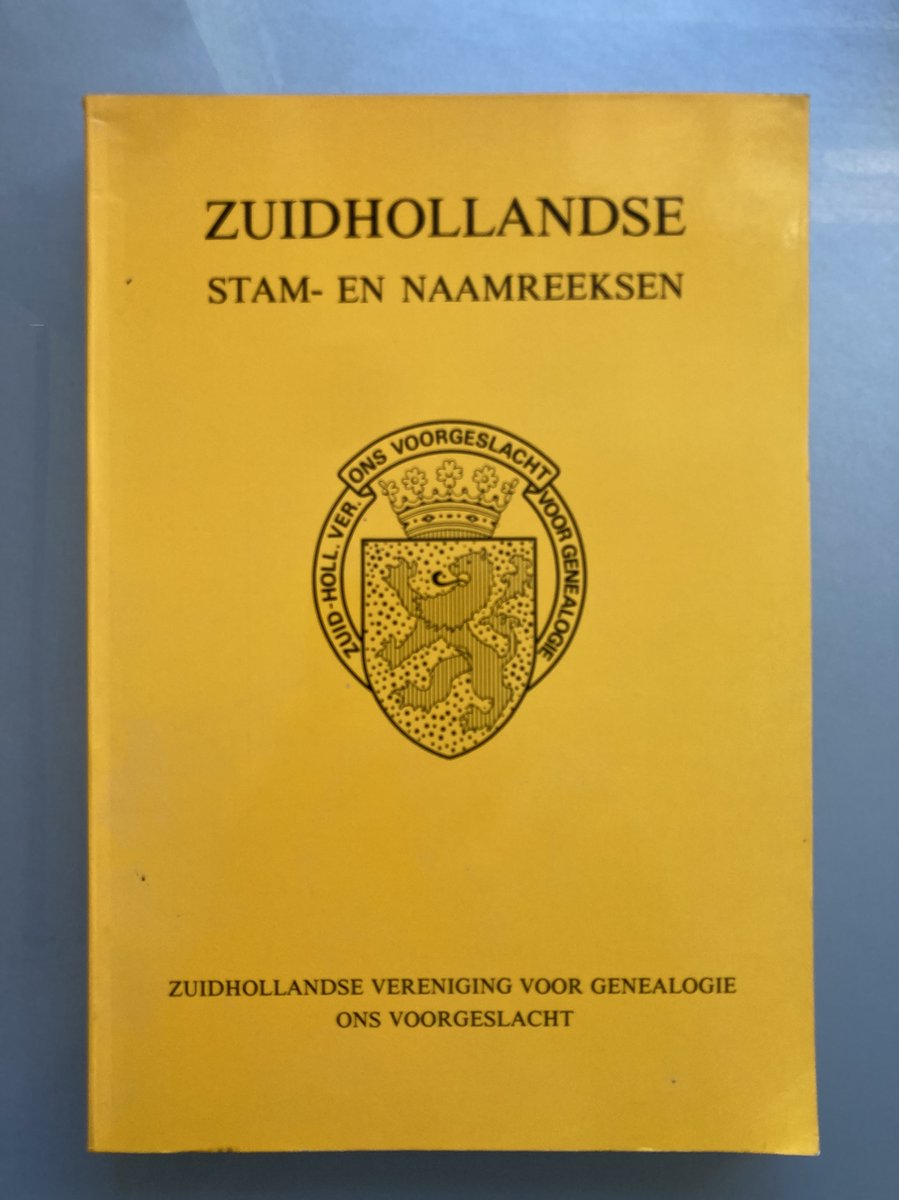 ZUIDHOLLANDSE
STAM- EN NAAMREEKSEN
ZUID-HOLL. VER.
ONS VOORGESLACHT
VOOR GENEALOGIE
ZUIDHOLLANDSE VERENIGING VOOR GENEALOGIE
ONS VOORGESLACHT